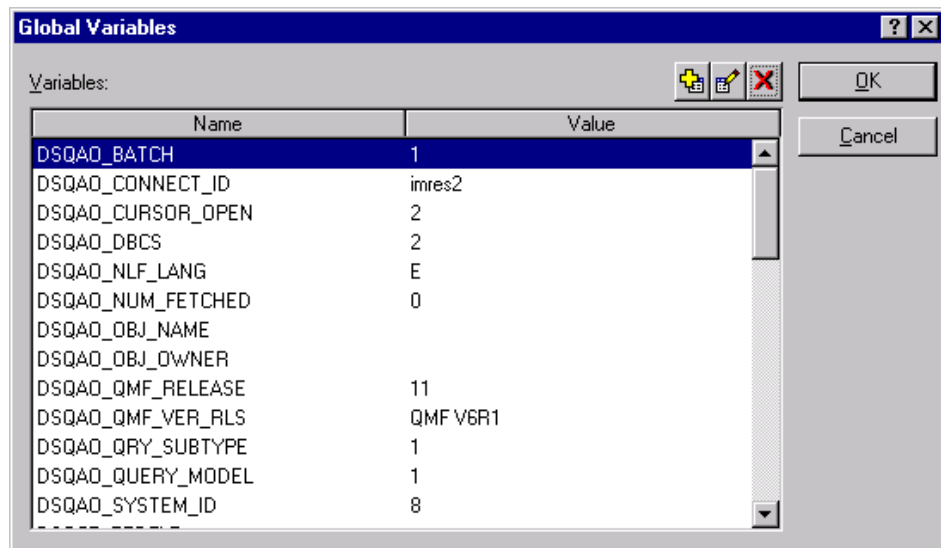 Global Variables
Variables:
OK
Name Value
Cancel
DSQAO_BATCH 1
DSQAO_CONNECT_ID imres2
DSQAO_CURSOR_OPEN 2
DSQAO_DBCS 2
DSQAO_NLF_LANG E
DSQAO_NUM_FETCHED 0
DSQAO_OBJ_NAME
DSQAO_OBJ_OWNER
DSQAO_QMF_RELEASE 11
DSQAO_QMF_VER_RLS QMF V6R1
DSQAO_QRY_SUBTYPE 1
DSQAO_QUERY_MODEL 1
DSQAO_SYSTEM_ID 8